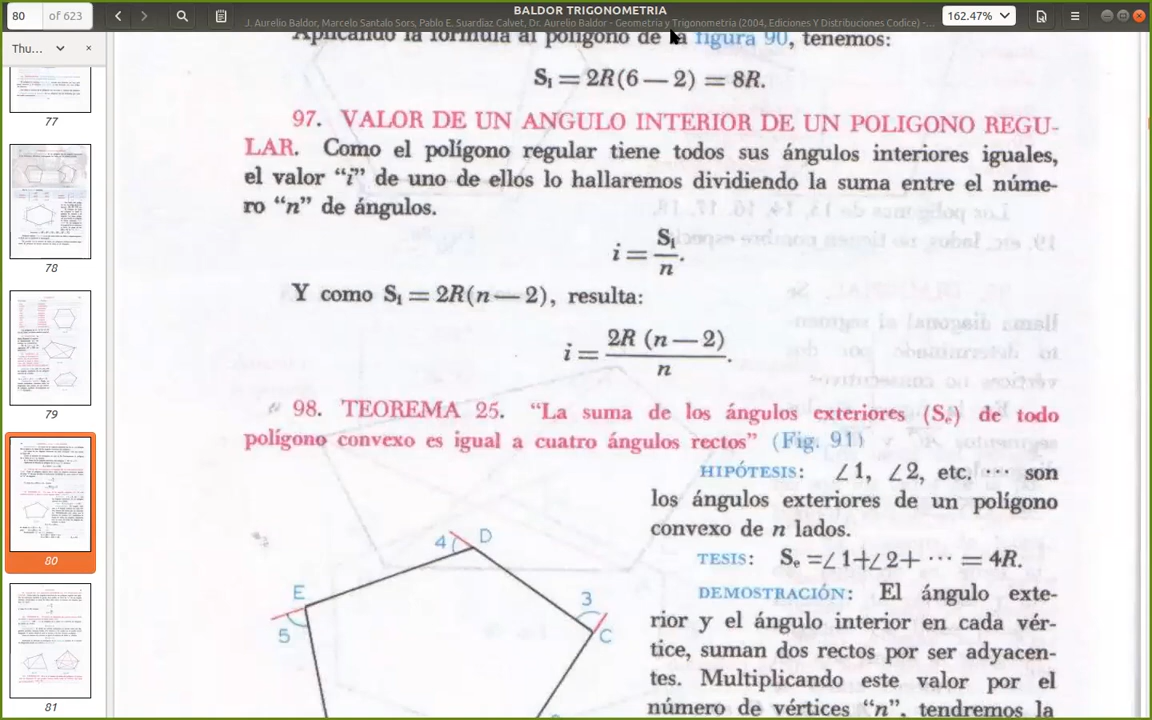 80 of 623
BALDOR TRIGONOMETRIA
J. Aurelio Baldor, Marcelo Santalo Sors, Pablo E. Suardíaz Calvet, Dr. Aurelio Baldor - Geometría y Trigonometría (2004, Ediciones Y Distribuciones Codice) -...
162.47%
Thu...
77
78
79
80
81
Aplicando la fórmula al polígono de la figura 90, tenemos:
Sᵢ = 2R(6 — 2) = 8R.
97. VALOR DE UN ANGULO INTERIOR DE UN POLIGONO REGU-
LAR. Como el polígono regular tiene todos sus ángulos interiores iguales,
el valor “i” de uno de ellos lo hallaremos dividiendo la suma entre el núme-
ro “n” de ángulos.
i = Sᵢ / n.
Y como Sᵢ = 2R(n — 2), resulta:
i = 2R (n — 2) / n.
98. TEOREMA 25. “La suma de los ángulos exteriores (Sₑ) de todo
polígono convexo es igual a cuatro ángulos rectos” (Fig. 91)
HIPÓTESIS: ∠1, ∠2, etc. ··· son
los ángulos exteriores de un polígono
convexo de n lados.
TESIS: Sₑ = ∠1+∠2+ ··· = 4R.
DEMOSTRACIÓN: El ángulo exte-
rior y el ángulo interior en cada vér-
tice, suman dos rectos por ser adyacen-
tes. Multiplicando este valor por el
número de vértices “n”, tendremos la
4 D
E
3
5
C